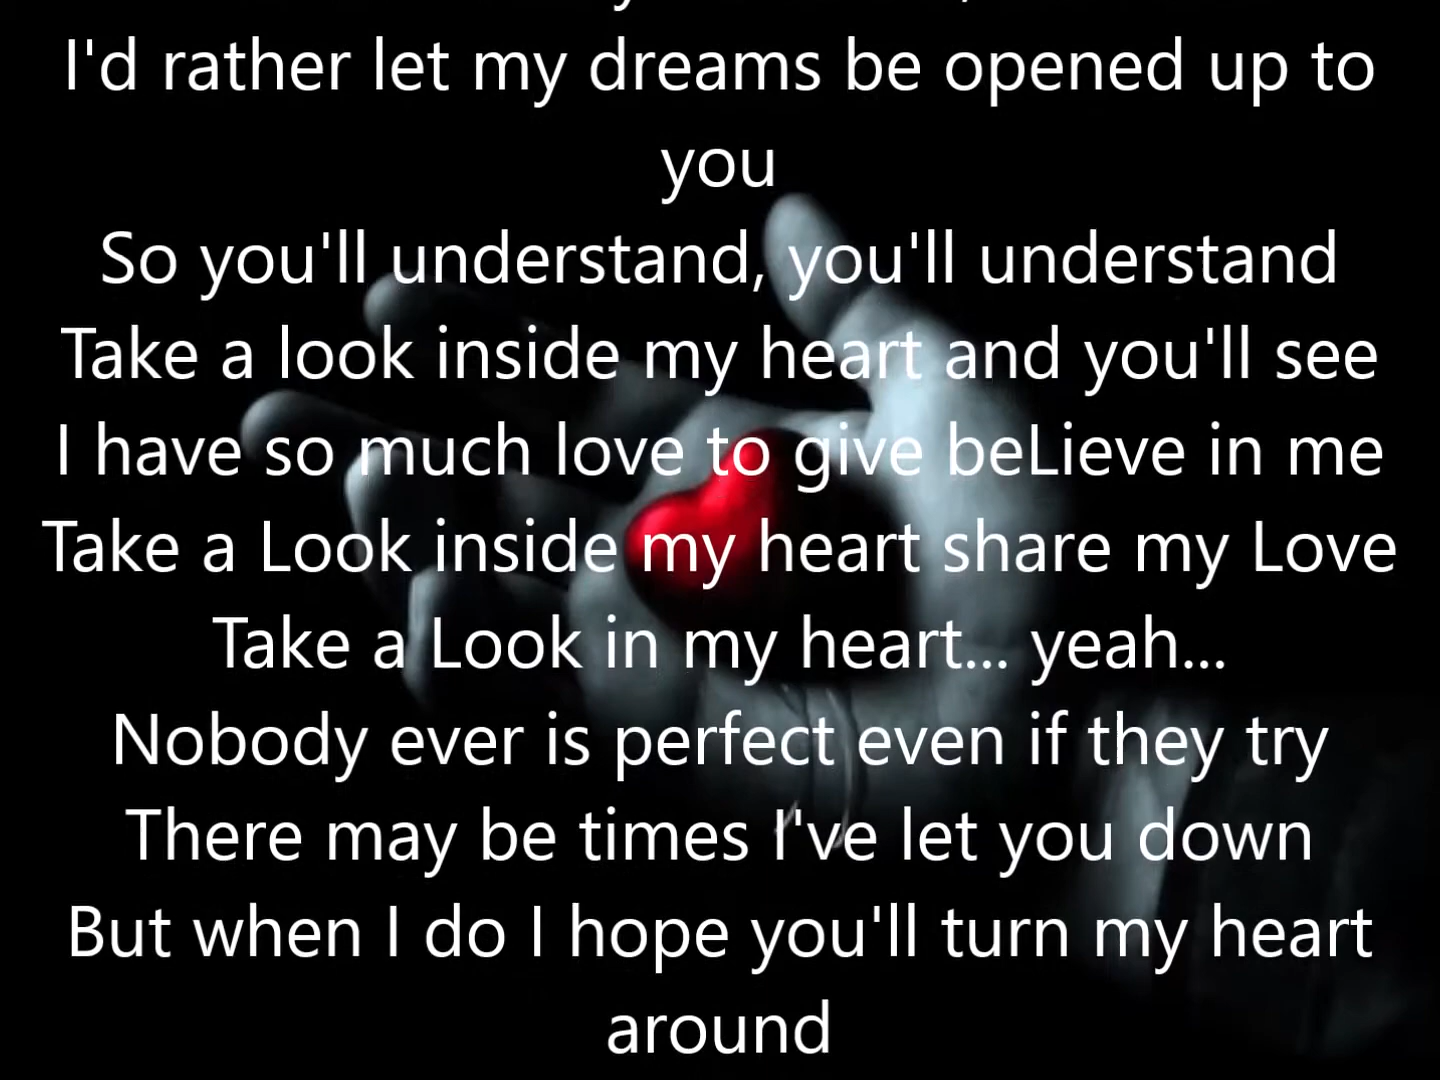 I'd rather let my dreams be opened up to
you
So you'll understand, you'll understand
Take a look inside my heart and you'll see
I have so much love to give beLieve in me
Take a Look inside my heart share my Love
Take a Look in my heart... yeah...
Nobody ever is perfect even if they try
There may be times I've let you down
But when I do I hope you'll turn my heart
around